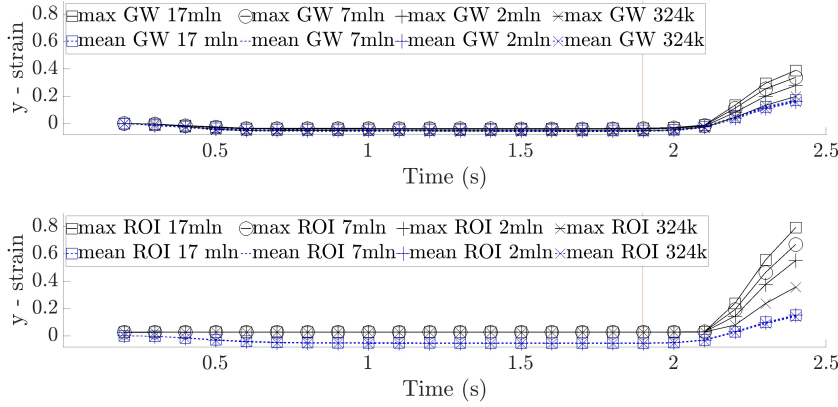 0.8
max GW 17mln max GW 7mln max GW 2mln max GW 324k
0.6
mean GW 17 mln mean GW 7mln mean GW 2mln mean GW 324k
0.4
0.2
0
y - strain
0.5 1 1.5 2 2.5
Time (s)
0.8
max ROI 17mln max ROI 7mln max ROI 2mln max ROI 324k
0.6
mean ROI 17 mln mean ROI 7mln mean ROI 2mln mean ROI 324k
0.4
0.2
0
y - strain
0.5 1 1.5 2 2.5
Time (s)